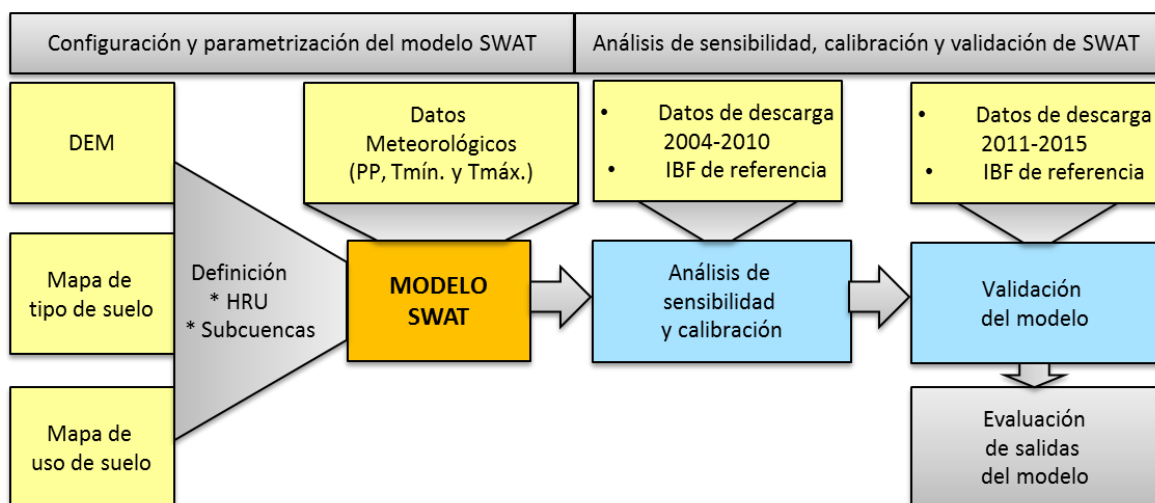 Configuración y parametrización del modelo SWAT
Análisis de sensibilidad, calibración y validación de SWAT
DEM
Mapa de
tipo de suelo
Mapa de
uso de suelo
Definición
* HRU
* Subcuencas
Datos
Meteorológicos
(PP, Tmín. y Tmáx.)
MODELO
SWAT
• Datos de descarga
2004-2010
• IBF de referencia
Análisis de
sensibilidad
y calibración
• Datos de descarga
2011-2015
• IBF de referencia
Validación
del modelo
Evaluación
de salidas
del modelo